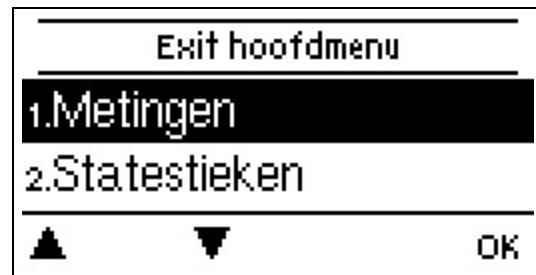 Exit hoofdmenu
1.Metingen
2.Statestieken
▲ ▼ OK